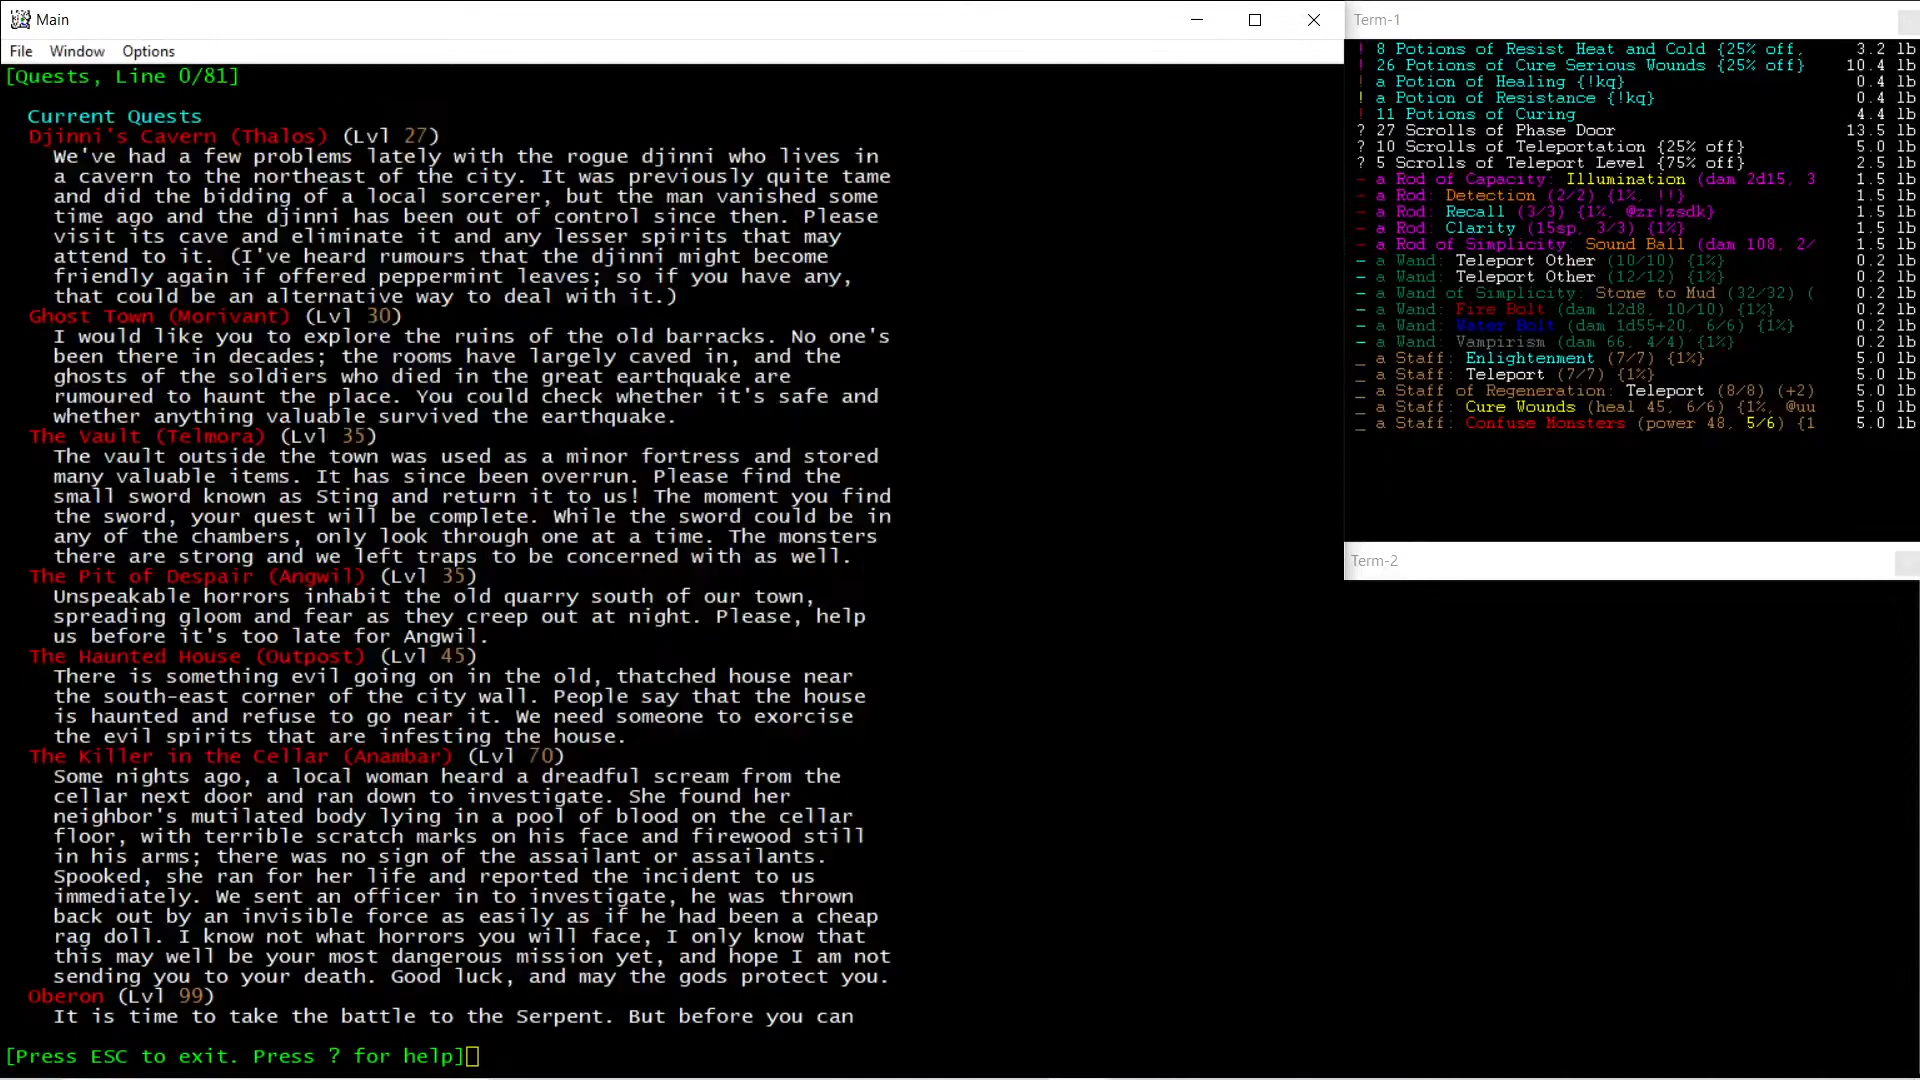 Main
File Window Options
[Quests, Line 0/81]
Current Quests
Djinni's Cavern (Thalos) (Lvl 27)
We've had a few problems lately with the rogue djinni who lives in
a cavern to the northeast of the city. It was previously quite tame
and did the bidding of a local sorcerer, but the man vanished some
time ago and the djinni has been out of control since then. Please
visit its cave and eliminate it and any lesser spirits that may
attend to it. (I've heard rumours that the djinni might become
friendly again if offered peppermint leaves; so if you have any,
that could be an alternative way to deal with it.)
Ghost Town (Morivant) (Lvl 30)
I would like you to explore the ruins of the old barracks. No one's
been there in decades; the rooms have largely caved in, and the
ghosts of the soldiers who died in the great earthquake are
rumoured to haunt the place. You could check whether it's safe and
whether anything valuable survived the earthquake.
The Vault (Telmora) (Lvl 35)
The vault outside the town was used as a minor fortress and stored
many valuable items. It has since been overrun. Please find the
small sword known as Sting and return it to us! The moment you find
the sword, your quest will be complete. While the sword could be in
any of the chambers, only look through one at a time. The monsters
there are strong and we left traps to be concerned with as well.
The Pit of Despair (Angwil) (Lvl 35)
Unspeakable horrors inhabit the old quarry south of our town,
spreading gloom and fear as they creep out at night. Please, help
us before it's too late for Angwil.
The Haunted House (Outpost) (Lvl 45)
There is something evil going on in the old, thatched house near
the south-east corner of the city wall. People say that the house
is haunted and refuse to go near it. We need someone to exorcise
the evil spirits that are infesting the house.
The Killer in the Cellar (Anambar) (Lvl 70)
Some nights ago, a local woman heard a dreadful scream from the
cellar next door and ran down to investigate. She found her
neighbor's mutilated body lying in a pool of blood on the cellar
floor, with terrible scratch marks on his face and firewood still
in his arms; there was no sign of the assailant or assailants.
Spooked, she ran for her life and reported the incident to us
immediately. We sent an officer in to investigate, he was thrown
back out by an invisible force as easily as if he had been a cheap
rag doll. I know not what horrors you will face, I only know that
this may well be your most dangerous mission yet, and hope I am not
sending you to your death. Good luck, and may the gods protect you.
Oberon (Lvl 99)
It is time to take the battle to the Serpent. But before you can
[Press ESC to exit. Press ? for help]
Term-1
! 8 Potions of Resist Heat and Cold {25% off, 3.2 lb
! 26 Potions of Cure Serious Wounds {25% off} 10.4 lb
! a Potion of Healing {!kq} 0.4 lb
! a Potion of Resistance {!kq} 0.4 lb
! 11 Potions of Curing 4.4 lb
? 27 Scrolls of Phase Door 13.5 lb
? 10 Scrolls of Teleportation {25% off} 5.0 lb
? 5 Scrolls of Teleport Level {75% off} 2.5 lb
- a Rod of Capacity: Illumination (dam 2d15, 3 1.5 lb
- a Rod: Detection (2/2) {1%, !!} 1.5 lb
- a Rod: Recall (3/3) {1%, @zr!zsdk} 1.5 lb
- a Rod: Clarity (15sp, 3/3) {1%} 1.5 lb
- a Rod of Simplicity: Sound Ball (dam 108, 2/ 1.5 lb
- a Wand: Teleport Other (10/10) {1%} 0.2 lb
- a Wand: Teleport Other (12/12) {1%} 0.2 lb
- a Wand of Simplicity: Stone to Mud (32/32) ( 0.2 lb
- a Wand: Fire Bolt (dam 12d8, 10/10) {1%} 0.2 lb
- a Wand: Water Bolt (dam 1d55+20, 6/6) {1%} 0.2 lb
- a Wand: Vampirism (dam 66, 4/4) {1%} 0.2 lb
_ a Staff: Enlightenment (7/7) {1%} 5.0 lb
_ a Staff: Teleport (7/7) {1%} 5.0 lb
_ a Staff of Regeneration: Teleport (8/8) (+2) 5.0 lb
_ a Staff: Cure Wounds (heal 45, 6/6) {1%, @uu 5.0 lb
_ a Staff: Confuse Monsters (power 48, 5/6) {1 5.0 lb
Term-2